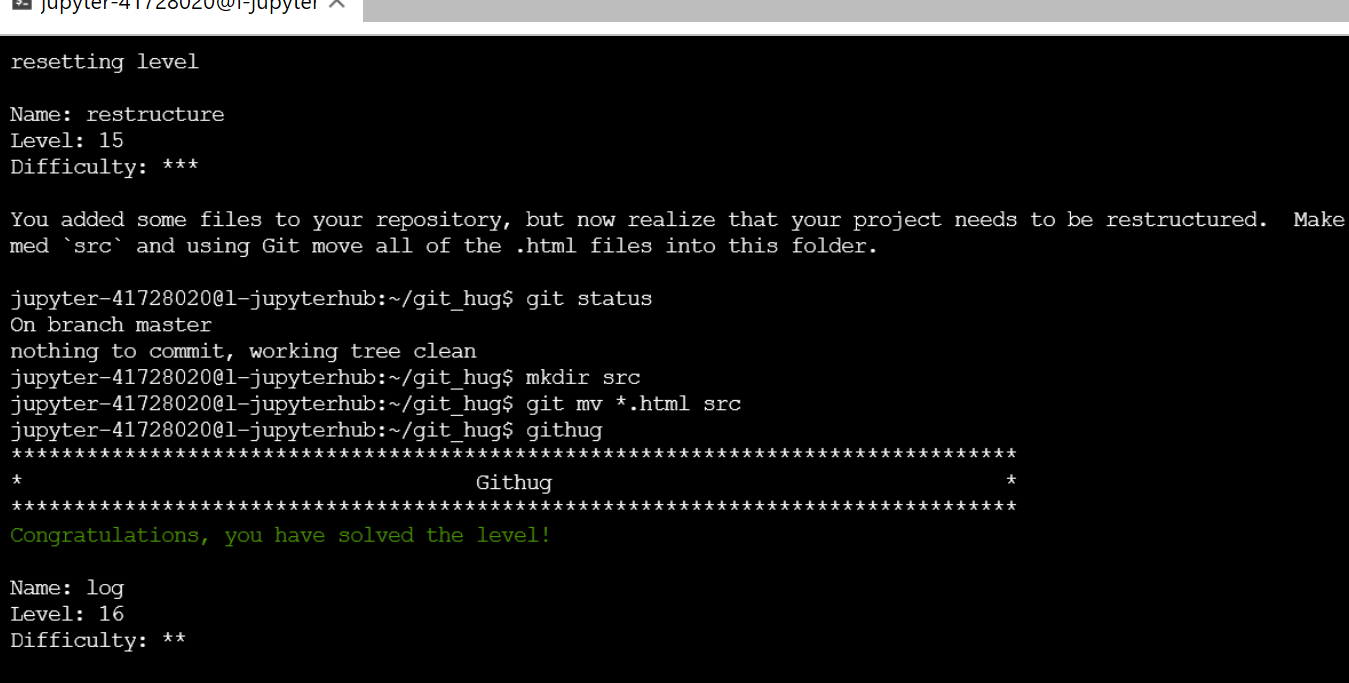 jupyter-41728020@l-jupyter
resetting level
Name: restructure
Level: 15
Difficulty: ***
You added some files to your repository, but now realize that your project needs to be restructured.  Make
med `src` and using Git move all of the .html files into this folder.
jupyter-41728020@l-jupyterhub:~/git_hug$ git status
On branch master
nothing to commit, working tree clean
jupyter-41728020@l-jupyterhub:~/git_hug$ mkdir src
jupyter-41728020@l-jupyterhub:~/git_hug$ git mv *.html src
jupyter-41728020@l-jupyterhub:~/git_hug$ githug
********************************************************************************
*                                    Githug                                    *
********************************************************************************
Congratulations, you have solved the level!
Name: log
Level: 16
Difficulty: **